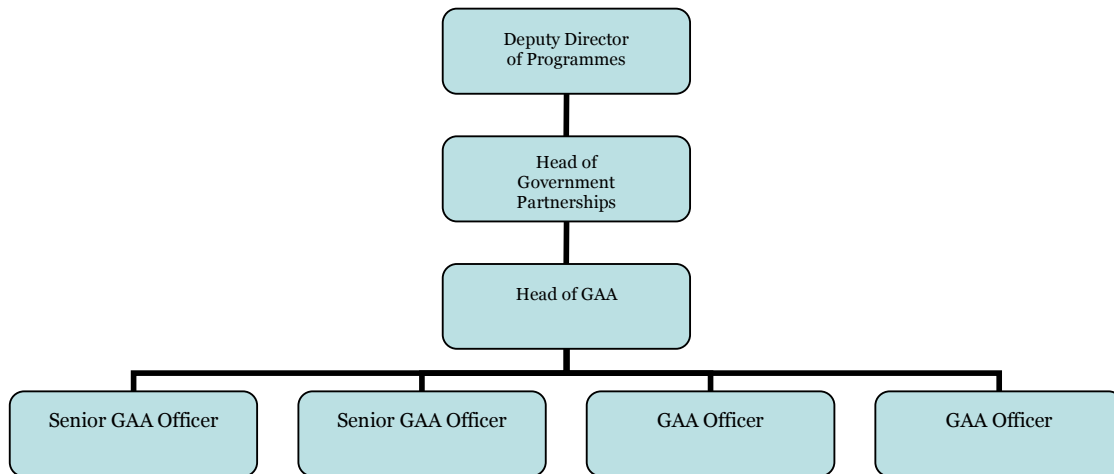 Deputy Director
of Programmes
Head of
Government
Partnerships
Head of GAA
Senior GAA Officer
Senior GAA Officer
GAA Officer
GAA Officer